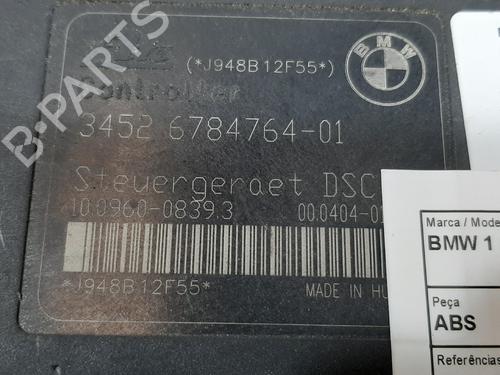 (*J948B12F55*)
BMW
Controller
3452 6784764-01
Steuergeraet DSC
10.0960-0839.3 00.0404-0
*J948B12F55*
MADE IN HU
B-PARTS
Marca / Mode
BMW 1
Peça
ABS
Referências